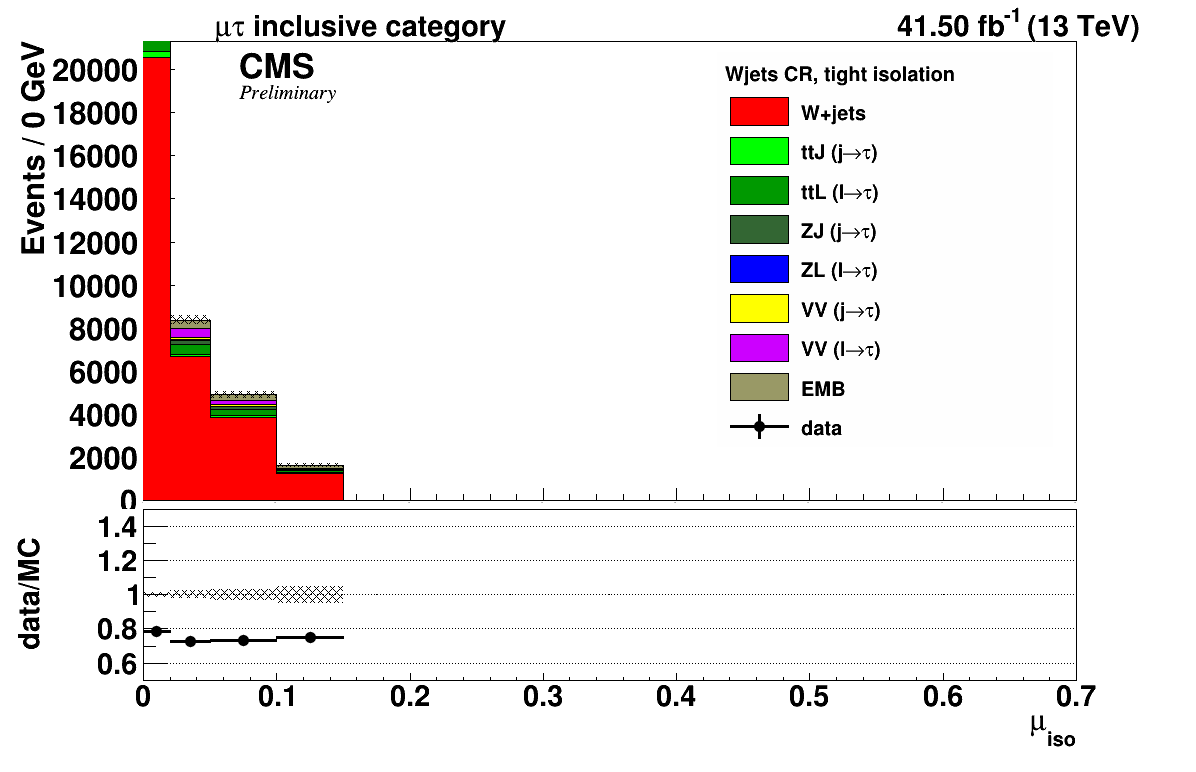 μτ inclusive category
41.50 fb⁻¹ (13 TeV)
CMS
Preliminary
Events / 0 GeV
20000
18000
16000
14000
12000
10000
8000
6000
4000
2000
0
Wjets CR, tight isolation
W+jets
ttJ (j→τ)
ttL (l→τ)
ZJ (j→τ)
ZL (l→τ)
VV (j→τ)
VV (l→τ)
EMB
data
data/MC
1.4
1.2
1
0.8
0.6
0 0.1 0.2 0.3 0.4 0.5 0.6 0.7
μ_iso